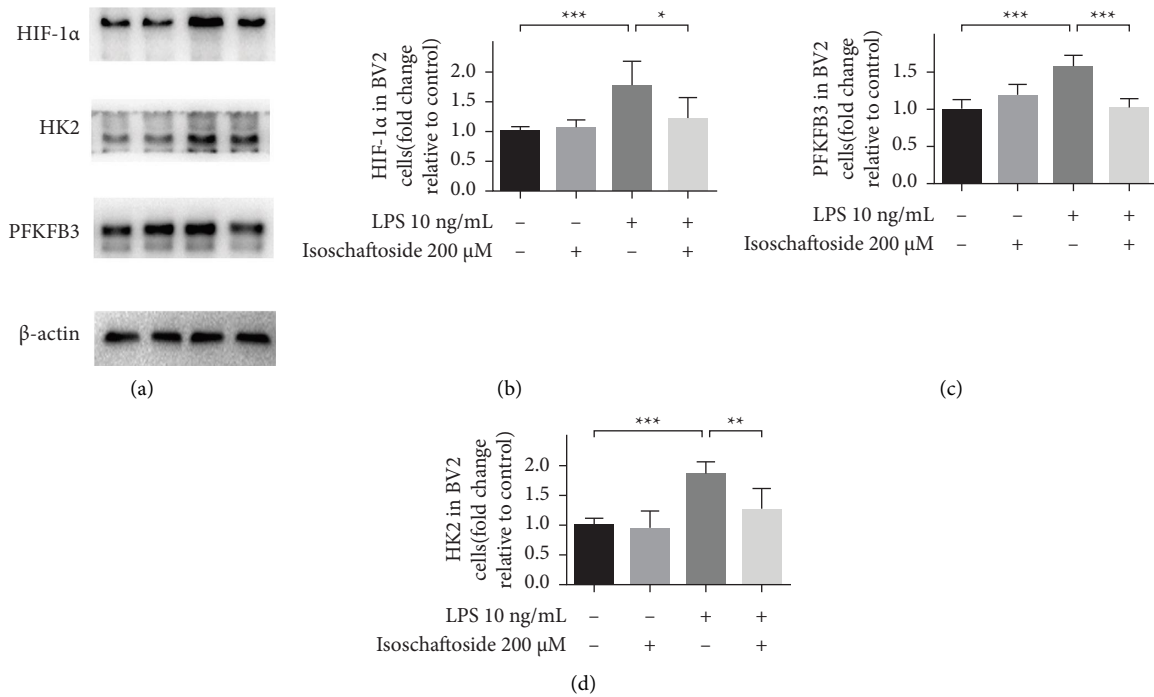 HIF-1α
HK2
PFKFB3
β-actin
(a)
HIF-1α in BV2
cells(fold change
relative to control)
2.0
1.5
1.0
0.5
0.0
***
*
LPS 10 ng/mL – – + +
Isoschaftoside 200 μM – + – +
(b)
PFKFB3 in BV2
cells(fold change
relative to control)
1.5
1.0
0.5
0.0
***
***
LPS 10 ng/mL – – + +
Isoschaftoside 200 μM – + – +
(c)
HK2 in BV2
cells(fold change
relative to control)
2.0
1.5
1.0
0.5
0.0
***
**
LPS 10 ng/mL – – + +
Isoschaftoside 200 μM – + – +
(d)